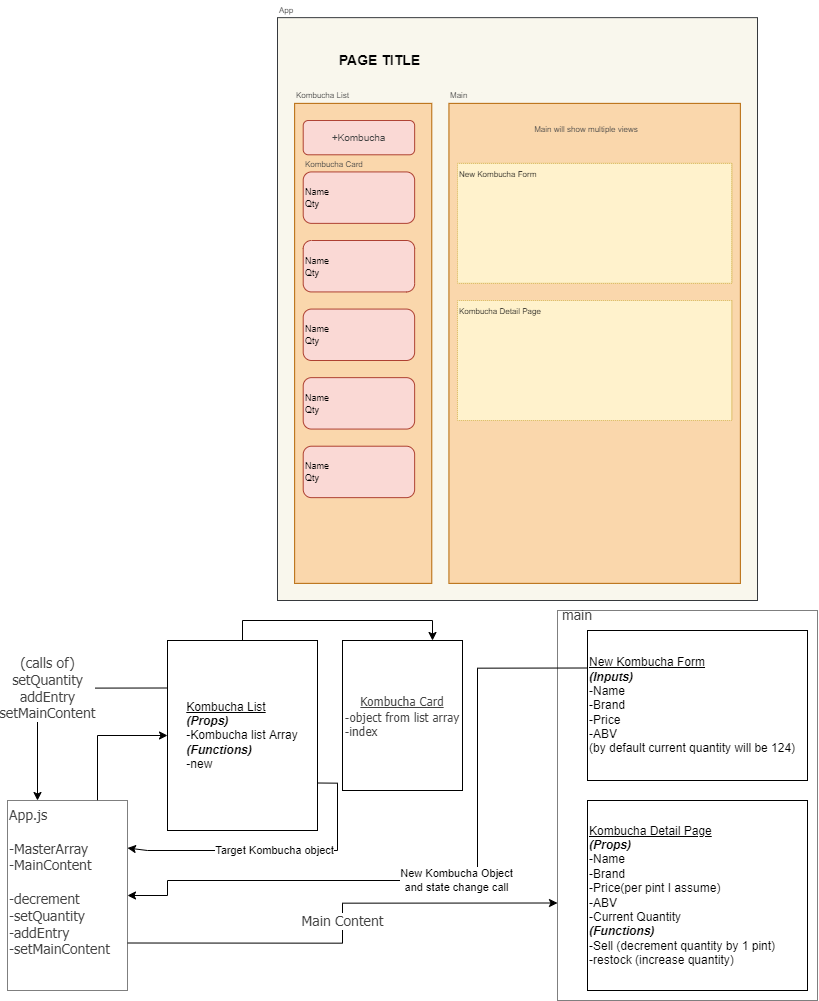 App
PAGE TITLE
Kombucha List
Main
+Kombucha
Main will show multiple views
Kombucha Card
Name
Qty
Name
Qty
Name
Qty
Name
Qty
Name
Qty
New Kombucha Form
Kombucha Detail Page
(calls of)
setQuantity
addEntry
setMainContent
Kombucha List
(Props)
-Kombucha list Array
(Functions)
-new
Kombucha Card
-object from list array
-index
main
New Kombucha Form
(Inputs)
-Name
-Brand
-Price
-ABV
(by default current quantity will be 124)
App.js
-MasterArray
-MainContent
-decrement
-setQuantity
-addEntry
-setMainContent
Target Kombucha object
New Kombucha Object
and state change call
Main Content
Kombucha Detail Page
(Props)
-Name
-Brand
-Price(per pint I assume)
-ABV
-Current Quantity
(Functions)
-Sell (decrement quantity by 1 pint)
-restock (increase quantity)